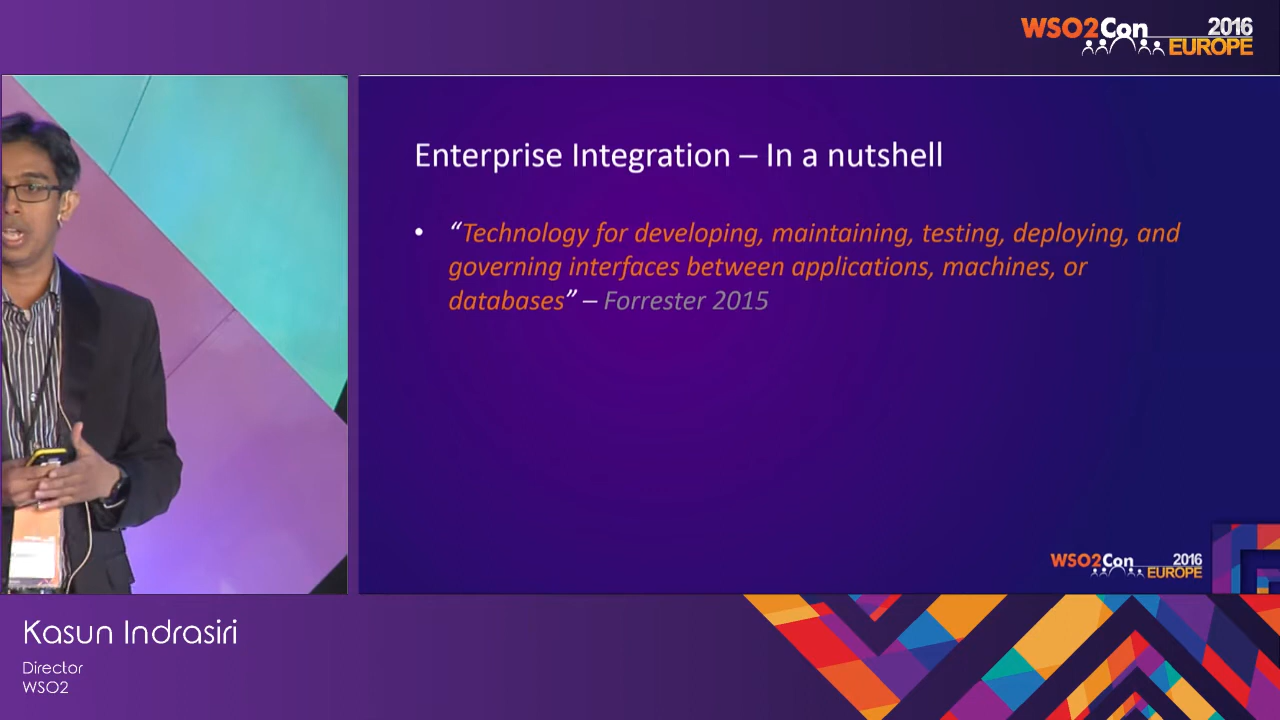 WSO2Con 2016
EUROPE
Enterprise Integration – In a nutshell
• “Technology for developing, maintaining, testing, deploying, and
governing interfaces between applications, machines, or
databases” – Forrester 2015
WSO2Con 2016
EUROPE
Kasun Indrasiri
Director
WSO2